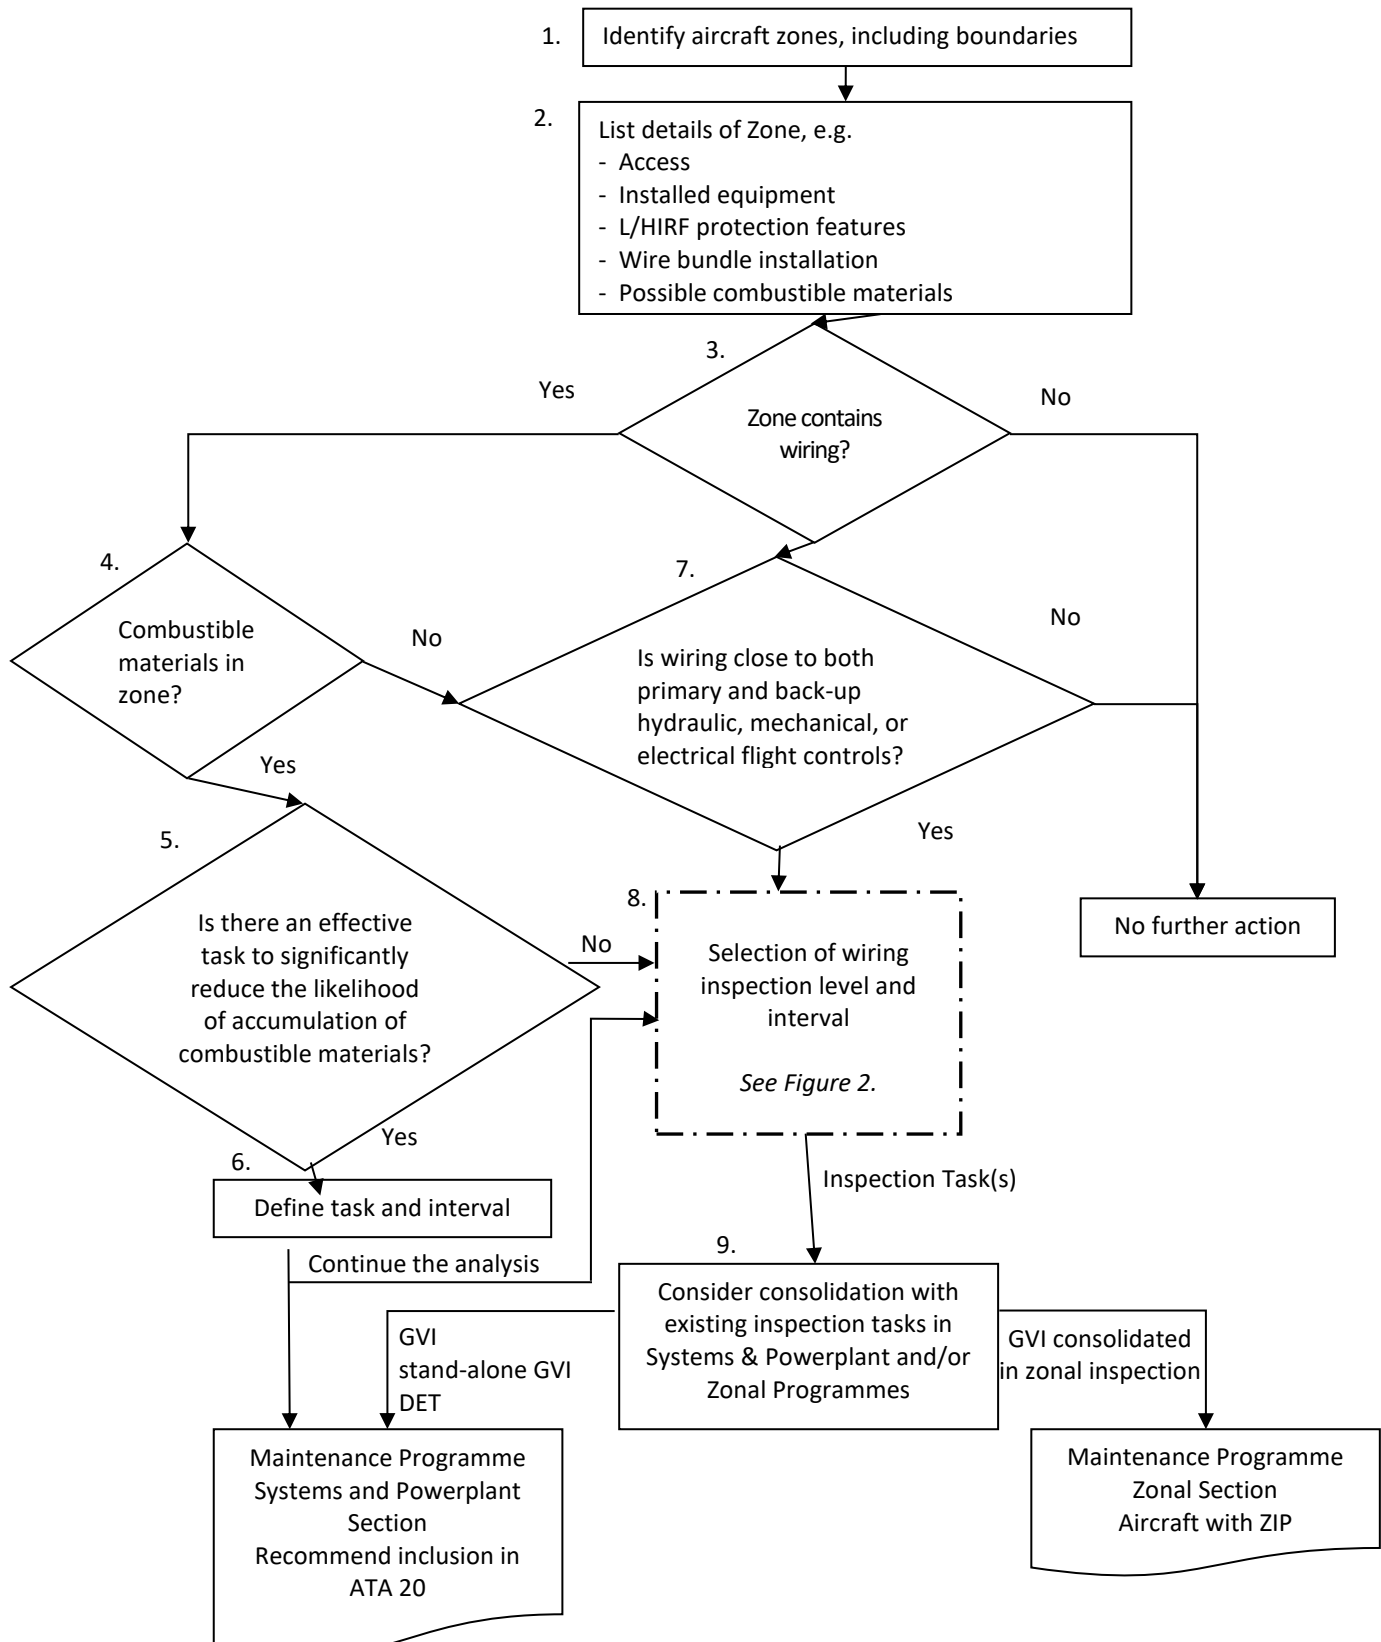 1.
Identify aircraft zones, including boundaries
2.
List details of Zone, e.g.
- Access
- Installed equipment
- L/HIRF protection features
- Wire bundle installation
- Possible combustible materials
3.
Yes
No
Zone contains
wiring?
4.
Combustible
materials in
zone?
No
Yes
7.
Is wiring close to both
primary and back-up
hydraulic, mechanical, or
electrical flight controls?
No
Yes
No further action
5.
Is there an effective
task to significantly
reduce the likelihood
of accumulation of
combustible materials?
No
Yes
8.
Selection of wiring
inspection level and
interval
See Figure 2.
6.
Define task and interval
Continue the analysis
Inspection Task(s)
9.
Consider consolidation with
existing inspection tasks in
Systems & Powerplant and/or
Zonal Programmes
GVI
stand-alone GVI
DET
GVI consolidated
in zonal inspection
Maintenance Programme
Systems and Powerplant
Section
Recommend inclusion in
ATA 20
Maintenance Programme
Zonal Section
Aircraft with ZIP